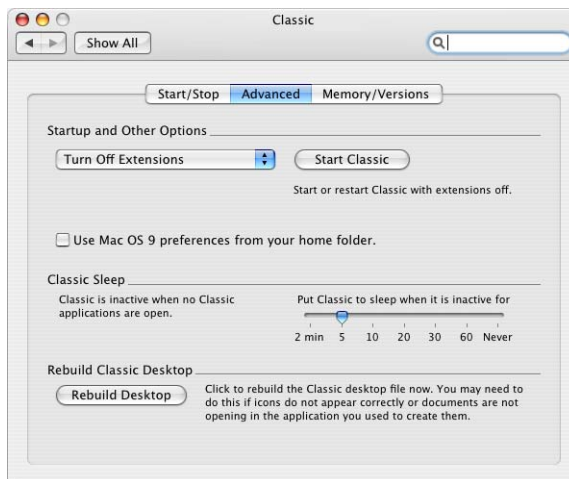 Classic
Show All
Start/Stop Advanced Memory/Versions
Startup and Other Options
Turn Off Extensions Start Classic
Start or restart Classic with extensions off.
Use Mac OS 9 preferences from your home folder.
Classic Sleep
Classic is inactive when no Classic
applications are open.
Put Classic to sleep when it is inactive for
2 min 5 10 20 30 60 Never
Rebuild Classic Desktop
Rebuild Desktop
Click to rebuild the Classic desktop file now. You may need to
do this if icons do not appear correctly or documents are not
opening in the application you used to create them.